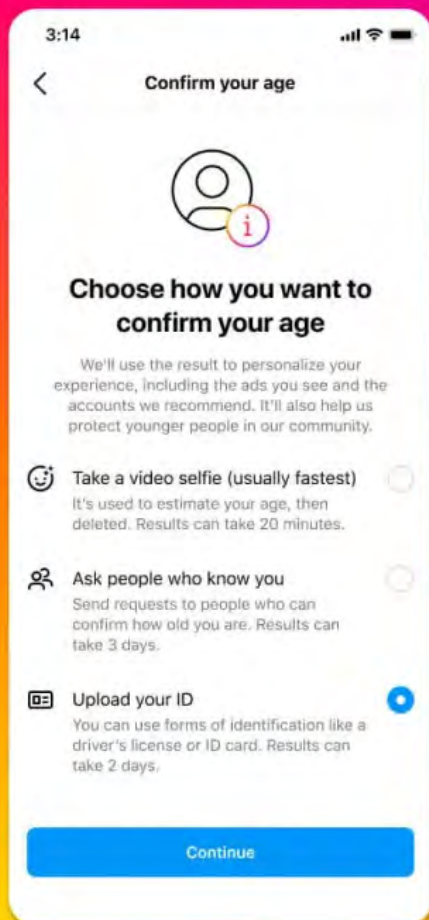 3:14
Confirm your age
i
Choose how you want to
confirm your age
We'll use the result to personalize your
experience, including the ads you see and the
accounts we recommend. It'll also help us
protect younger people in our community.
Take a video selfie (usually fastest)
It's used to estimate your age, then
deleted. Results can take 20 minutes.
Ask people who know you
Send requests to people who can
confirm how old you are. Results can
take 3 days.
Upload your ID
You can use forms of identification like a
driver's license or ID card. Results can
take 2 days.
Continue